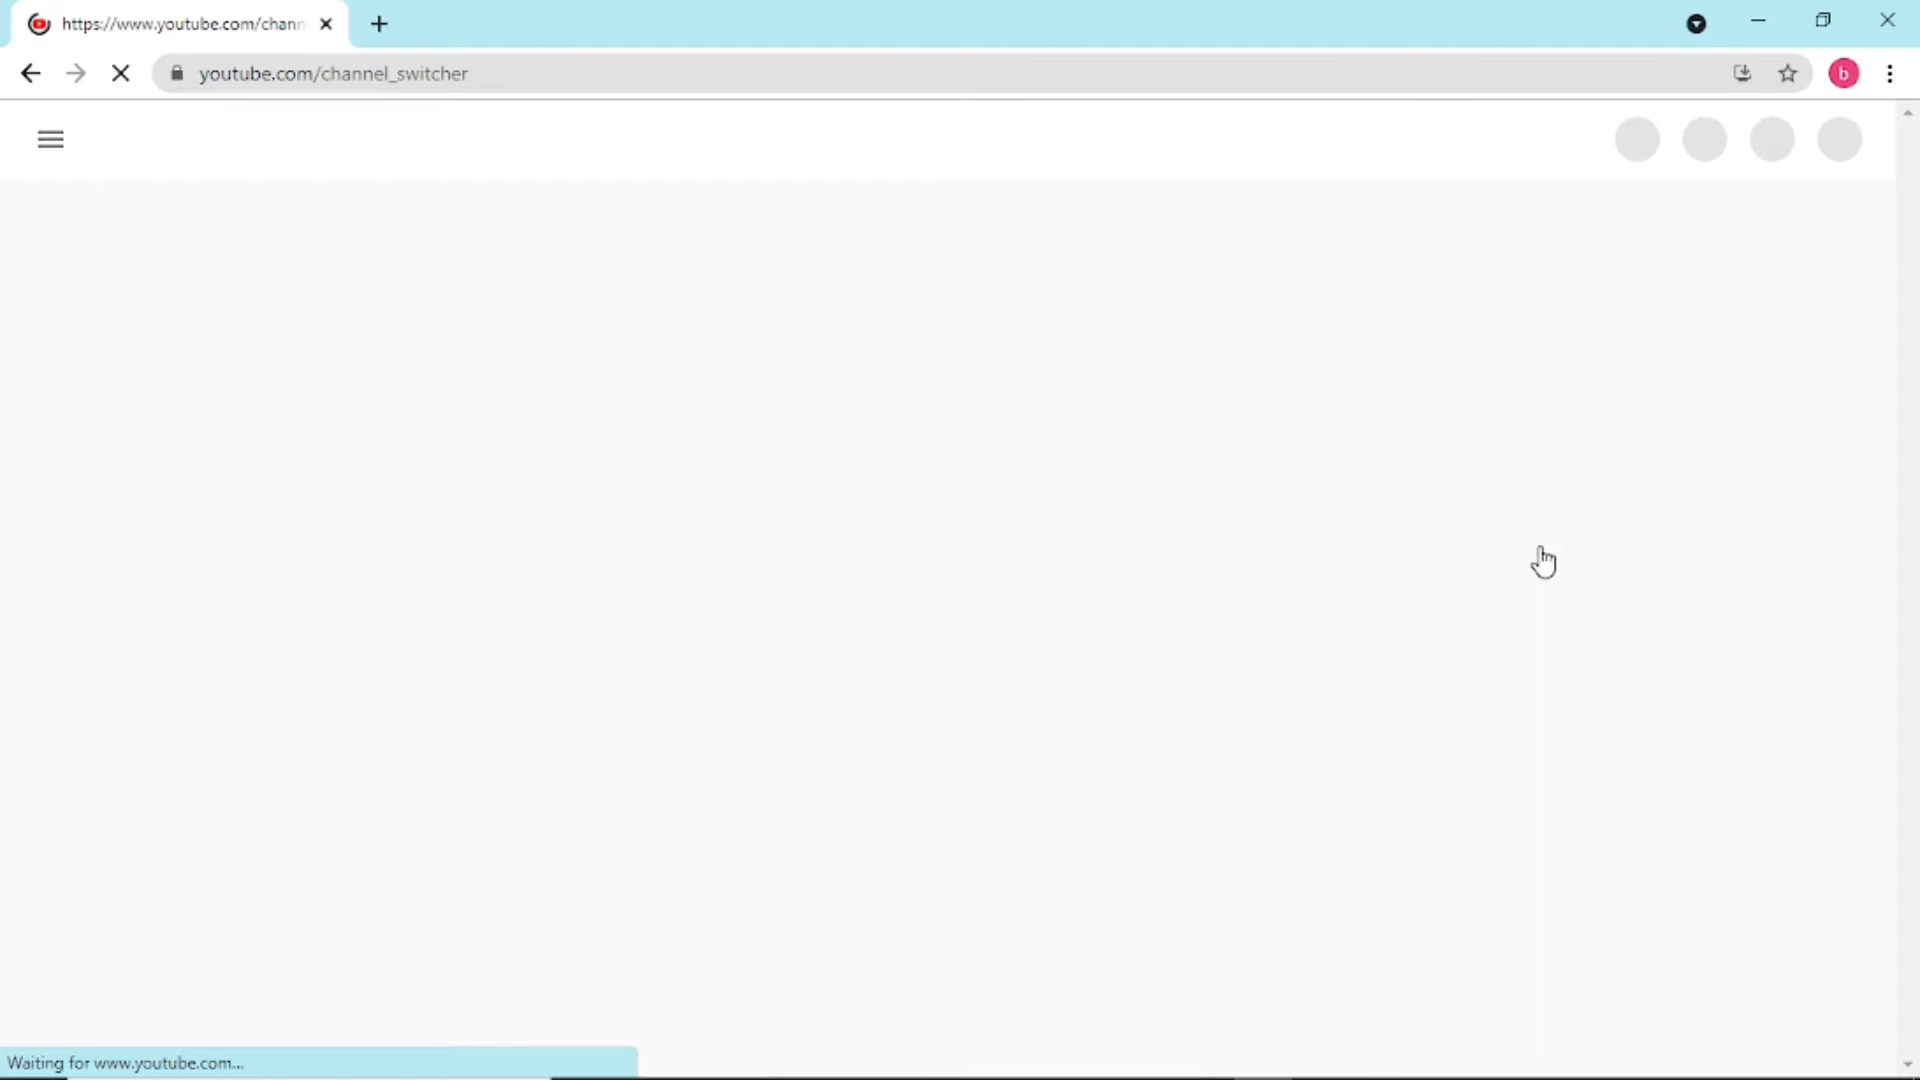 https://www.youtube.com/chann
youtube.com/channel_switcher
b
Waiting for www.youtube.com...